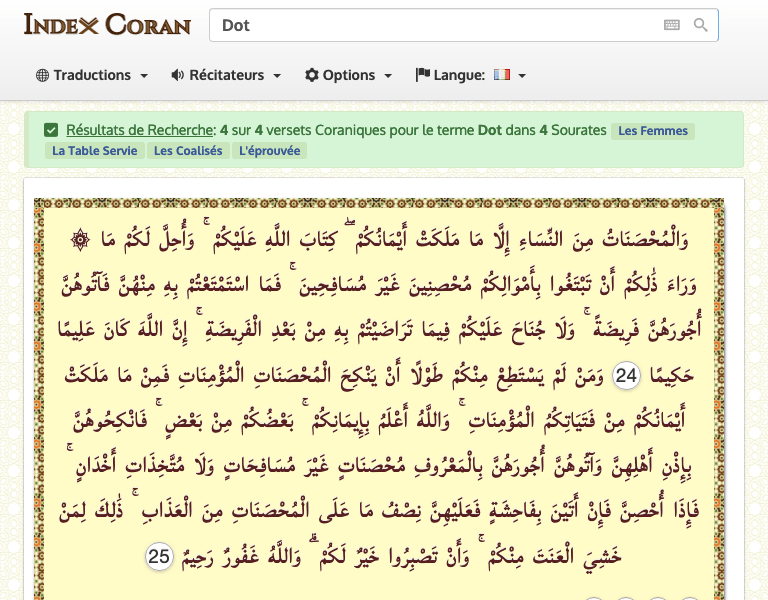 INDEX CORAN
Dot
Traductions Récitateurs Options Langue:
Résultats de Recherche: 4 sur 4 versets Coraniques pour le terme Dot dans 4 Sourates Les Femmes
La Table Servie Les Coalisés L'éprouvée
۞ وَالْمُحْصَنَاتُ مِنَ النِّسَاءِ إِلَّا مَا مَلَكَتْ أَيْمَانُكُمْ ۖ كِتَابَ اللَّهِ عَلَيْكُمْ ۚ وَأُحِلَّ لَكُمْ مَا
وَرَاءَ ذَٰلِكُمْ أَنْ تَبْتَغُوا بِأَمْوَالِكُمْ مُحْصِنِينَ غَيْرَ مُسَافِحِينَ ۚ فَمَا اسْتَمْتَعْتُمْ بِهِ مِنْهُنَّ فَآتُوهُنَّ
أُجُورَهُنَّ فَرِيضَةً ۚ وَلَا جُنَاحَ عَلَيْكُمْ فِيمَا تَرَاضَيْتُمْ بِهِ مِنْ بَعْدِ الْفَرِيضَةِ ۚ إِنَّ اللَّهَ كَانَ عَلِيمًا
حَكِيمًا 24 وَمَنْ لَمْ يَسْتَطِعْ مِنْكُمْ طَوْلًا أَنْ يَنْكِحَ الْمُحْصَنَاتِ الْمُؤْمِنَاتِ فَمِنْ مَا مَلَكَتْ
أَيْمَانُكُمْ مِنْ فَتَيَاتِكُمُ الْمُؤْمِنَاتِ ۚ وَاللَّهُ أَعْلَمُ بِإِيمَانِكُمْ ۚ بَعْضُكُمْ مِنْ بَعْضٍ ۚ فَانْكِحُوهُنَّ
بِإِذْنِ أَهْلِهِنَّ وَآتُوهُنَّ أُجُورَهُنَّ بِالْمَعْرُوفِ مُحْصَنَاتٍ غَيْرَ مُسَافِحَاتٍ وَلَا مُتَّخِذَاتِ أَخْدَانٍ ۚ
فَإِذَا أُحْصِنَّ فَإِنْ أَتَيْنَ بِفَاحِشَةٍ فَعَلَيْهِنَّ نِصْفُ مَا عَلَى الْمُحْصَنَاتِ مِنَ الْعَذَابِ ۚ ذَٰلِكَ لِمَنْ
خَشِيَ الْعَنَتَ مِنْكُمْ ۚ وَأَنْ تَصْبِرُوا خَيْرٌ لَكُمْ ۗ وَاللَّهُ غَفُورٌ رَحِيمٌ 25